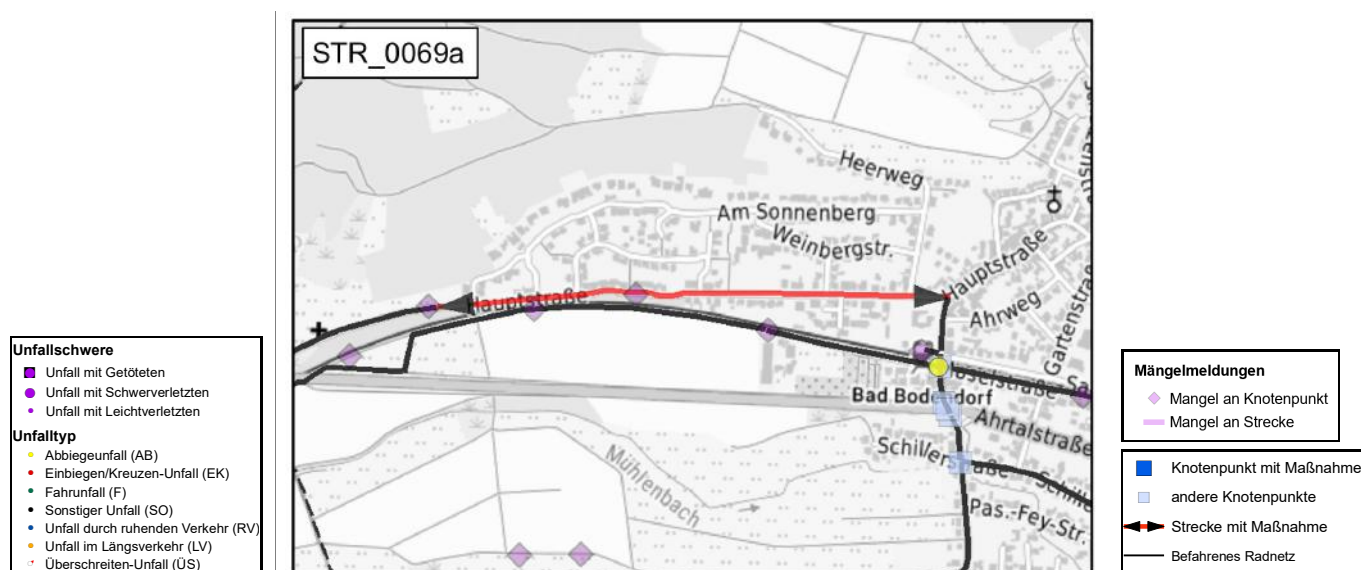 STR_0069a
Heerweg
Am Sonnenberg
Weinbergstr.
Hauptstraße
Hauptstraße
Ahrweg
Gartenstraße
Bad Bodendorf
Ahrtalstraße
Schillerstraße
Mühlenbach
Pas.-Fey-Str.
Unfallschwere
Unfall mit Getöteten
Unfall mit Schwerverletzten
Unfall mit Leichtverletzten
Unfalltyp
Abbiegeunfall (AB)
Einbiegen/Kreuzen-Unfall (EK)
Fahrunfall (F)
Sonstiger Unfall (SO)
Unfall durch ruhenden Verkehr (RV)
Unfall im Längsverkehr (LV)
Überschreiten-Unfall (ÜS)
Mängelmeldungen
Mangel an Knotenpunkt
Mangel an Strecke
Knotenpunkt mit Maßnahme
andere Knotenpunkte
Strecke mit Maßnahme
Befahrenes Radnetz